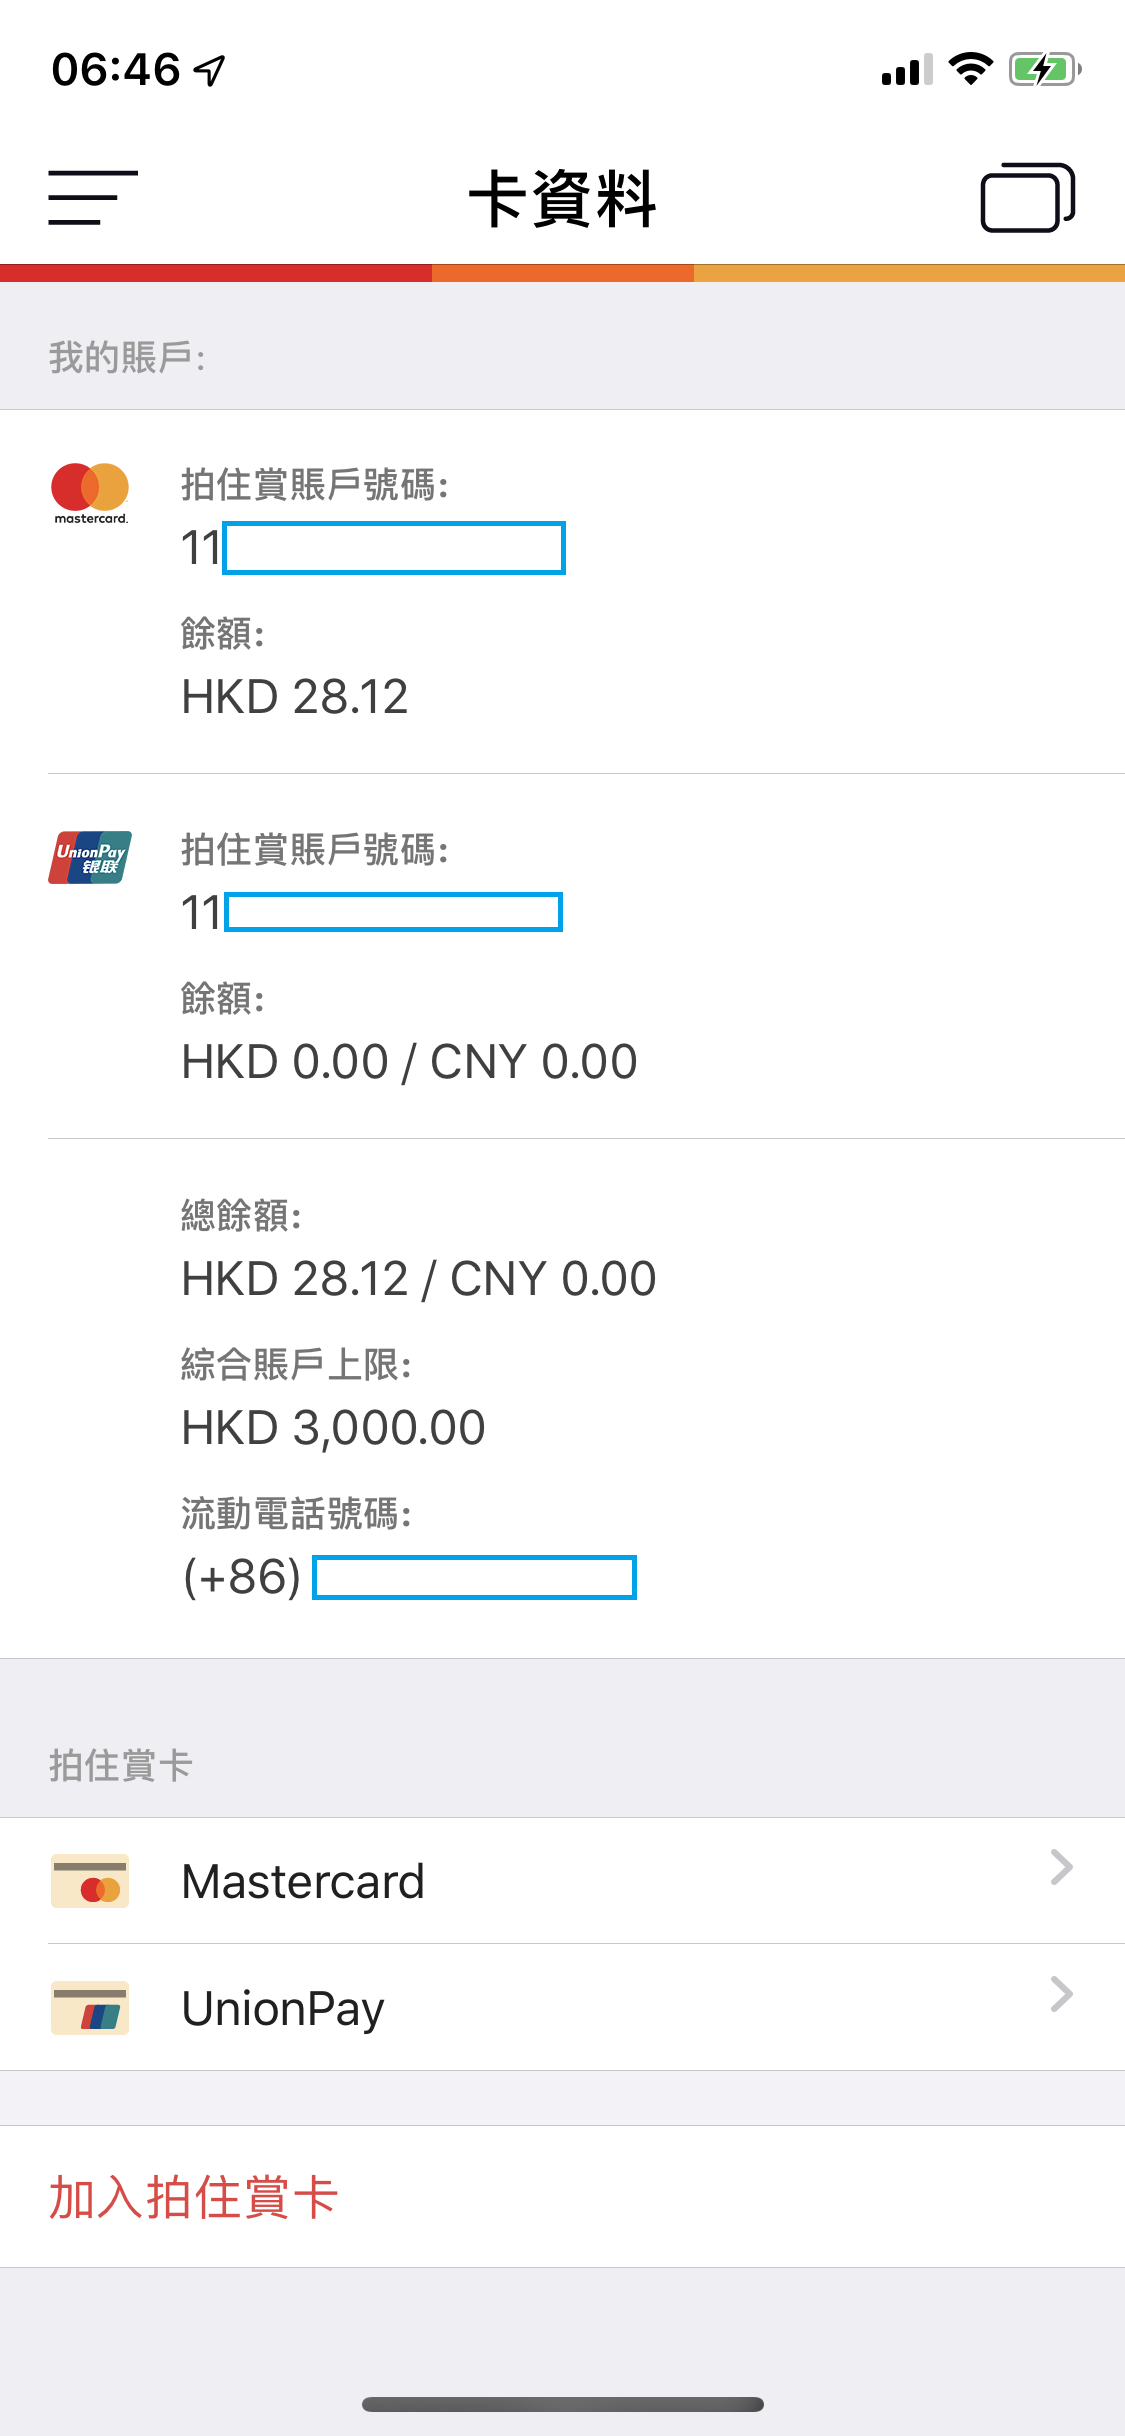 06:46
卡資料
我的賬戶:
mastercard.
拍住賞賬戶號碼:
11
餘額:
HKD 28.12
UnionPay
银联
拍住賞賬戶號碼:
11
餘額:
HKD 0.00 / CNY 0.00
總餘額:
HKD 28.12 / CNY 0.00
綜合賬戶上限:
HKD 3,000.00
流動電話號碼:
(+86)
拍住賞卡
Mastercard
UnionPay
加入拍住賞卡